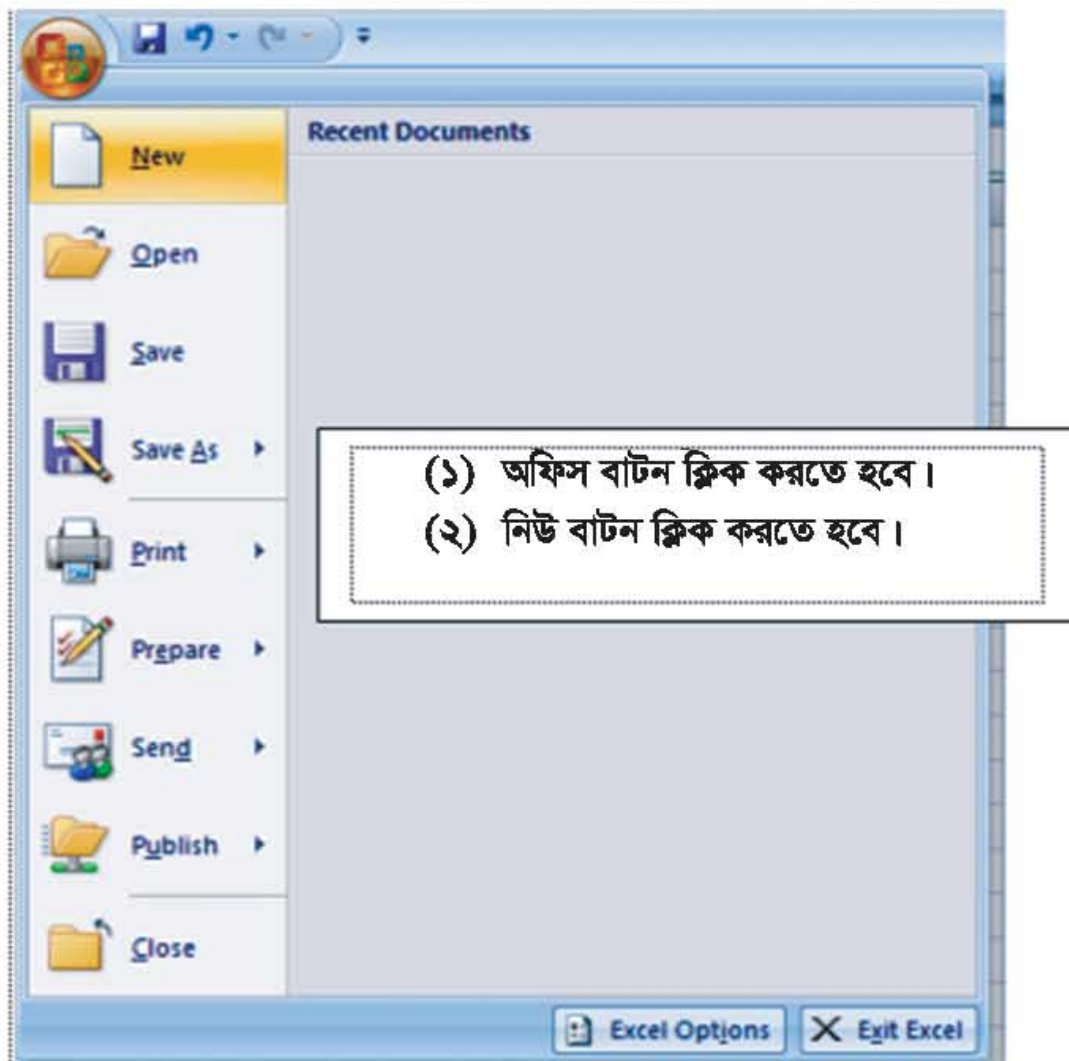 Recent Documents
New
Open
Save
Save As
(১) অফিস বাটন ক্লিক করতে হবে।
(২) নিউ বাটন ক্লিক করতে হবে।
Print
Prepare
Send
Publish
Close
Excel Options
Exit Excel